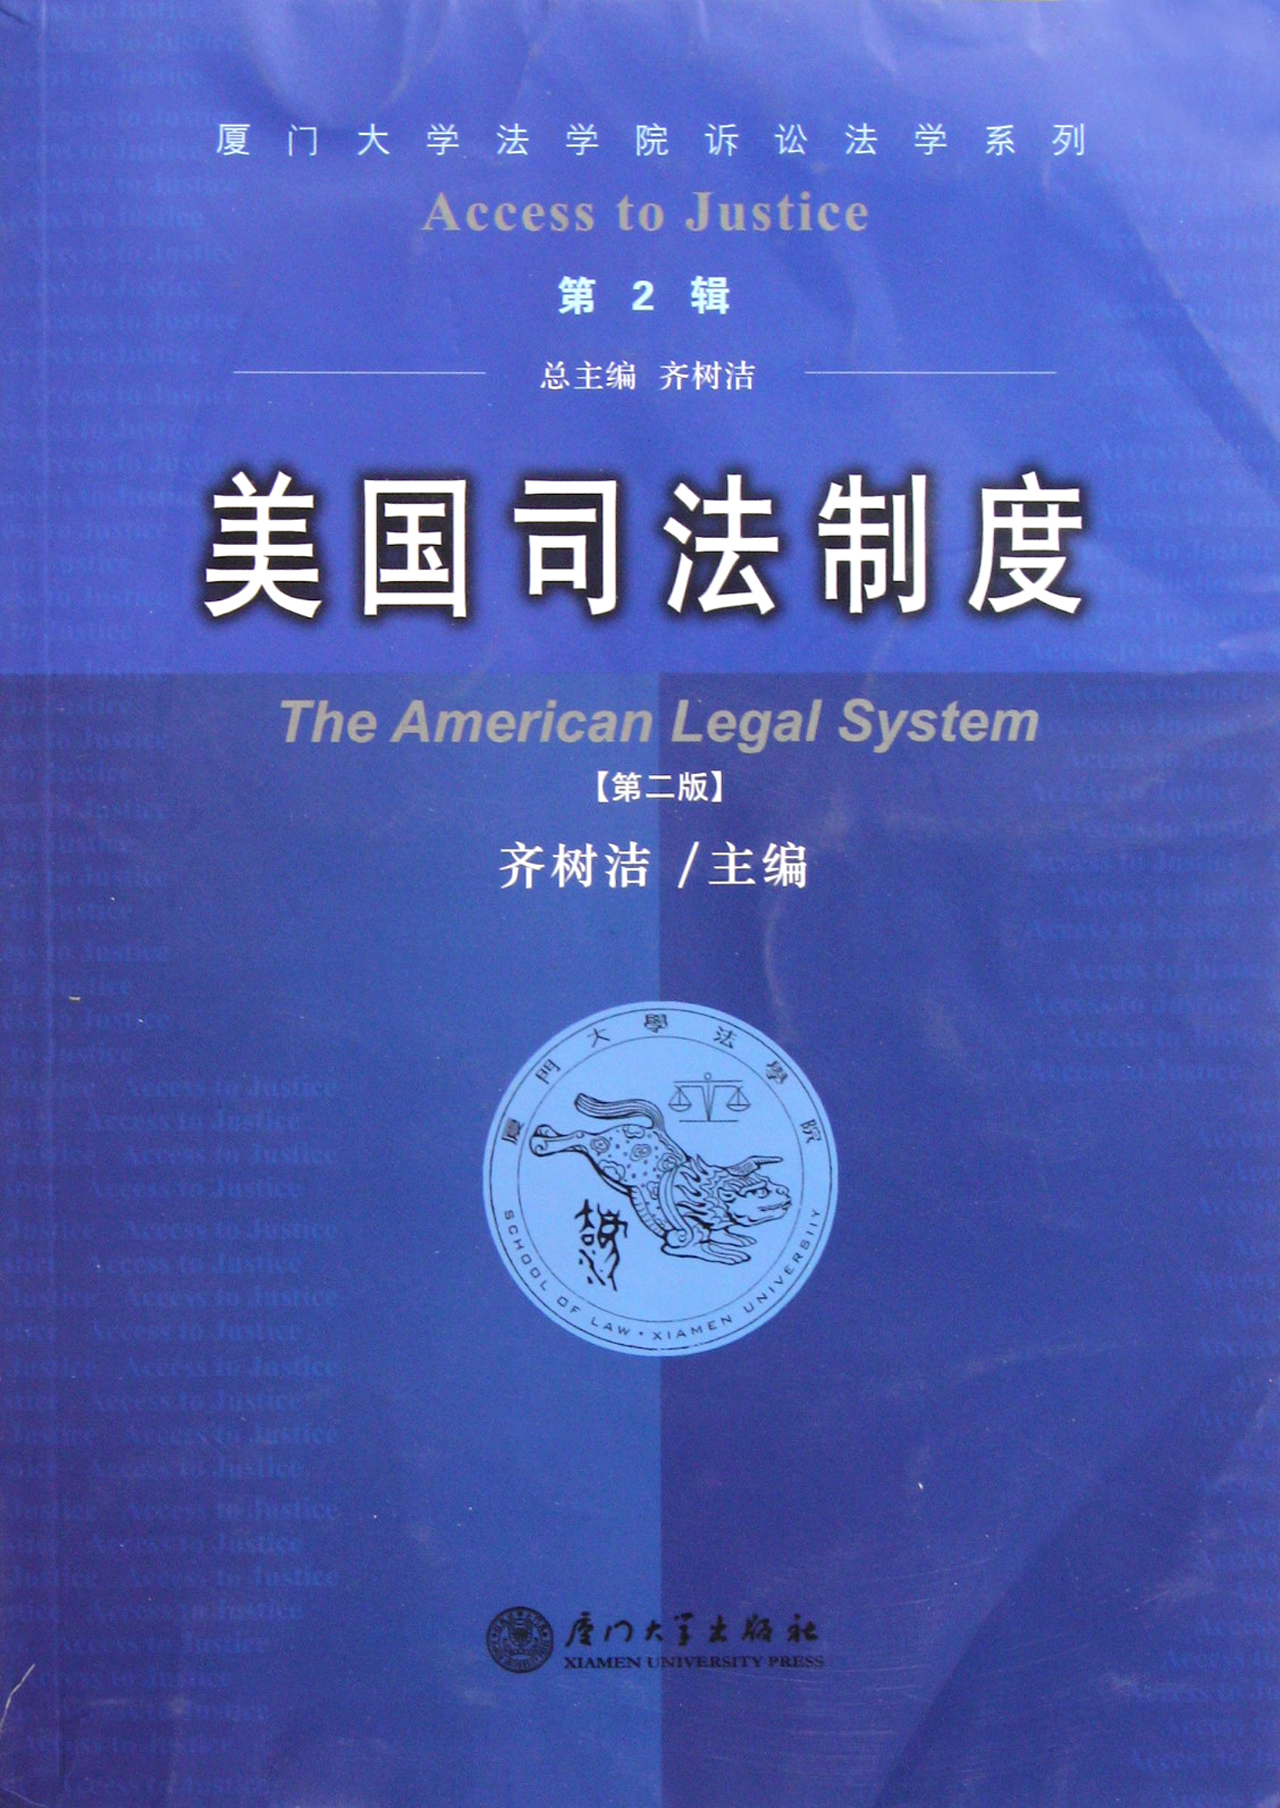 厦门大学法学院诉讼法学系列
Access to Justice
第2辑
总主编 齐树洁
美国司法制度
The American Legal System
【第二版】
齐树洁 / 主编
厦門大學法學院
SCHOOL OF LAW · XIAMEN UNIVERSITY
厦门大学出版社
XIAMEN UNIVERSITY PRESS